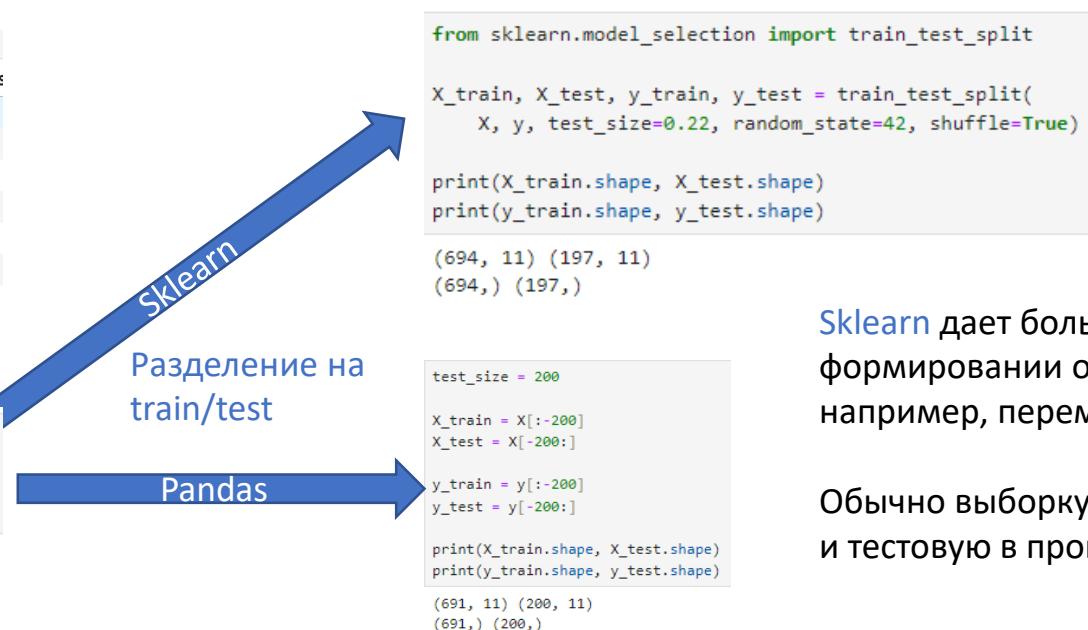 from sklearn.model_selection import train_test_split
X_train, X_test, y_train, y_test = train_test_split(
X, y, test_size=0.22, random_state=42, shuffle=True)
print(X_train.shape, X_test.shape)
print(y_train.shape, y_test.shape)
(694, 11) (197, 11)
(694,) (197,)
Sklearn
Разделение на
train/test
Pandas
test_size = 200
X_train = X[:-200]
X_test = X[-200:]
y_train = y[:-200]
y_test = y[-200:]
print(X_train.shape, X_test.shape)
print(y_train.shape, y_test.shape)
(691, 11) (200, 11)
(691,) (200,)
Sklearn дает
формировании
например,
Обычно выборку
и тестовую в